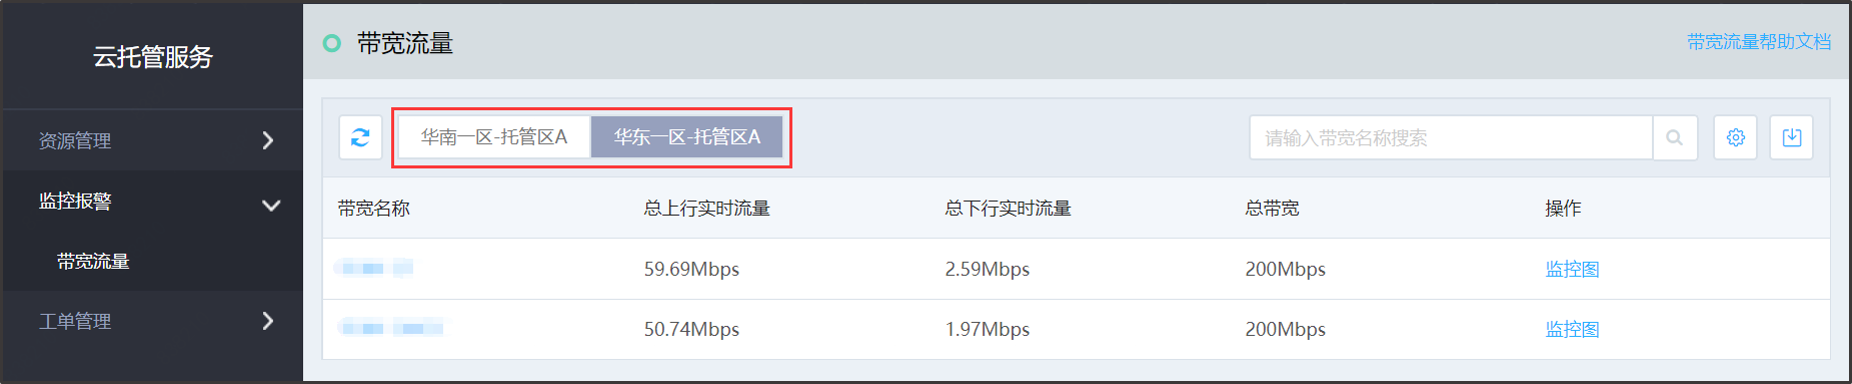 云托管服务
资源管理
监控报警
带宽流量
工单管理
带宽流量
带宽流量帮助文档
华南一区-托管区A 华东一区-托管区A 请输入带宽名称搜索
带宽名称 总上行实时流量 总下行实时流量 总带宽 操作
59.69Mbps 2.59Mbps 200Mbps 监控图
50.74Mbps 1.97Mbps 200Mbps 监控图